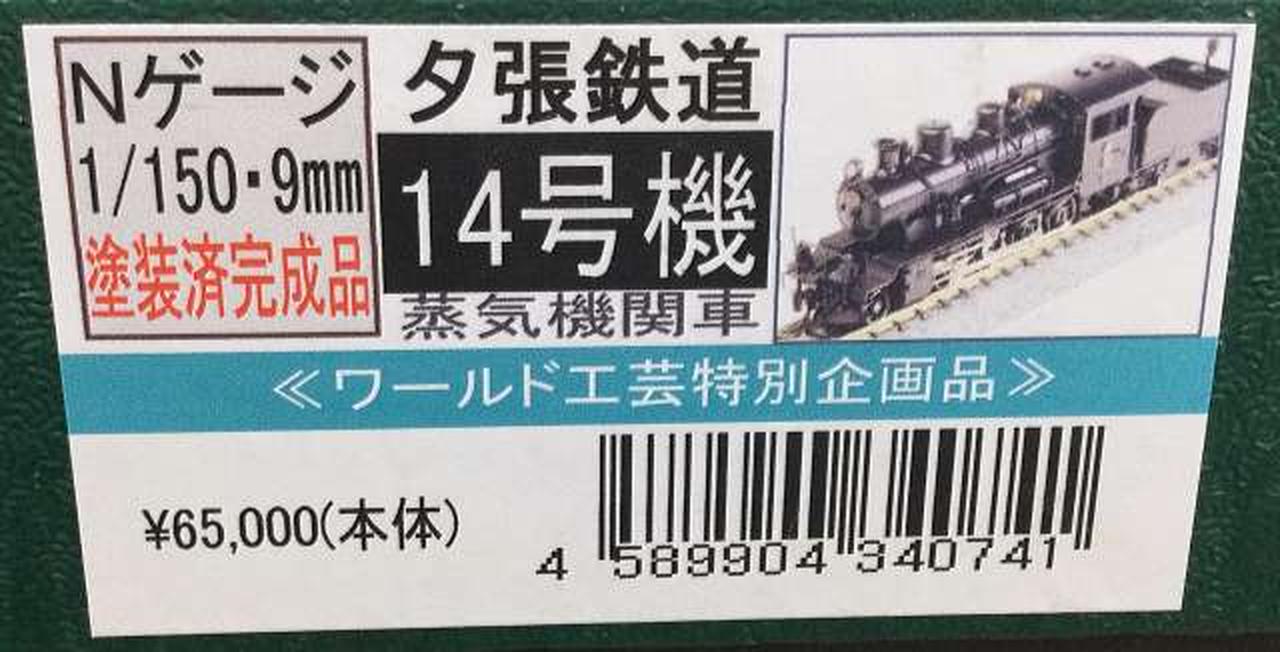 Nゲージ
1/150・9mm
塗装済完成品
夕張鉄道
14号機
蒸気機関車
≪ワールド工芸特別企画品≫
¥65,000(本体)
4 589904 340741